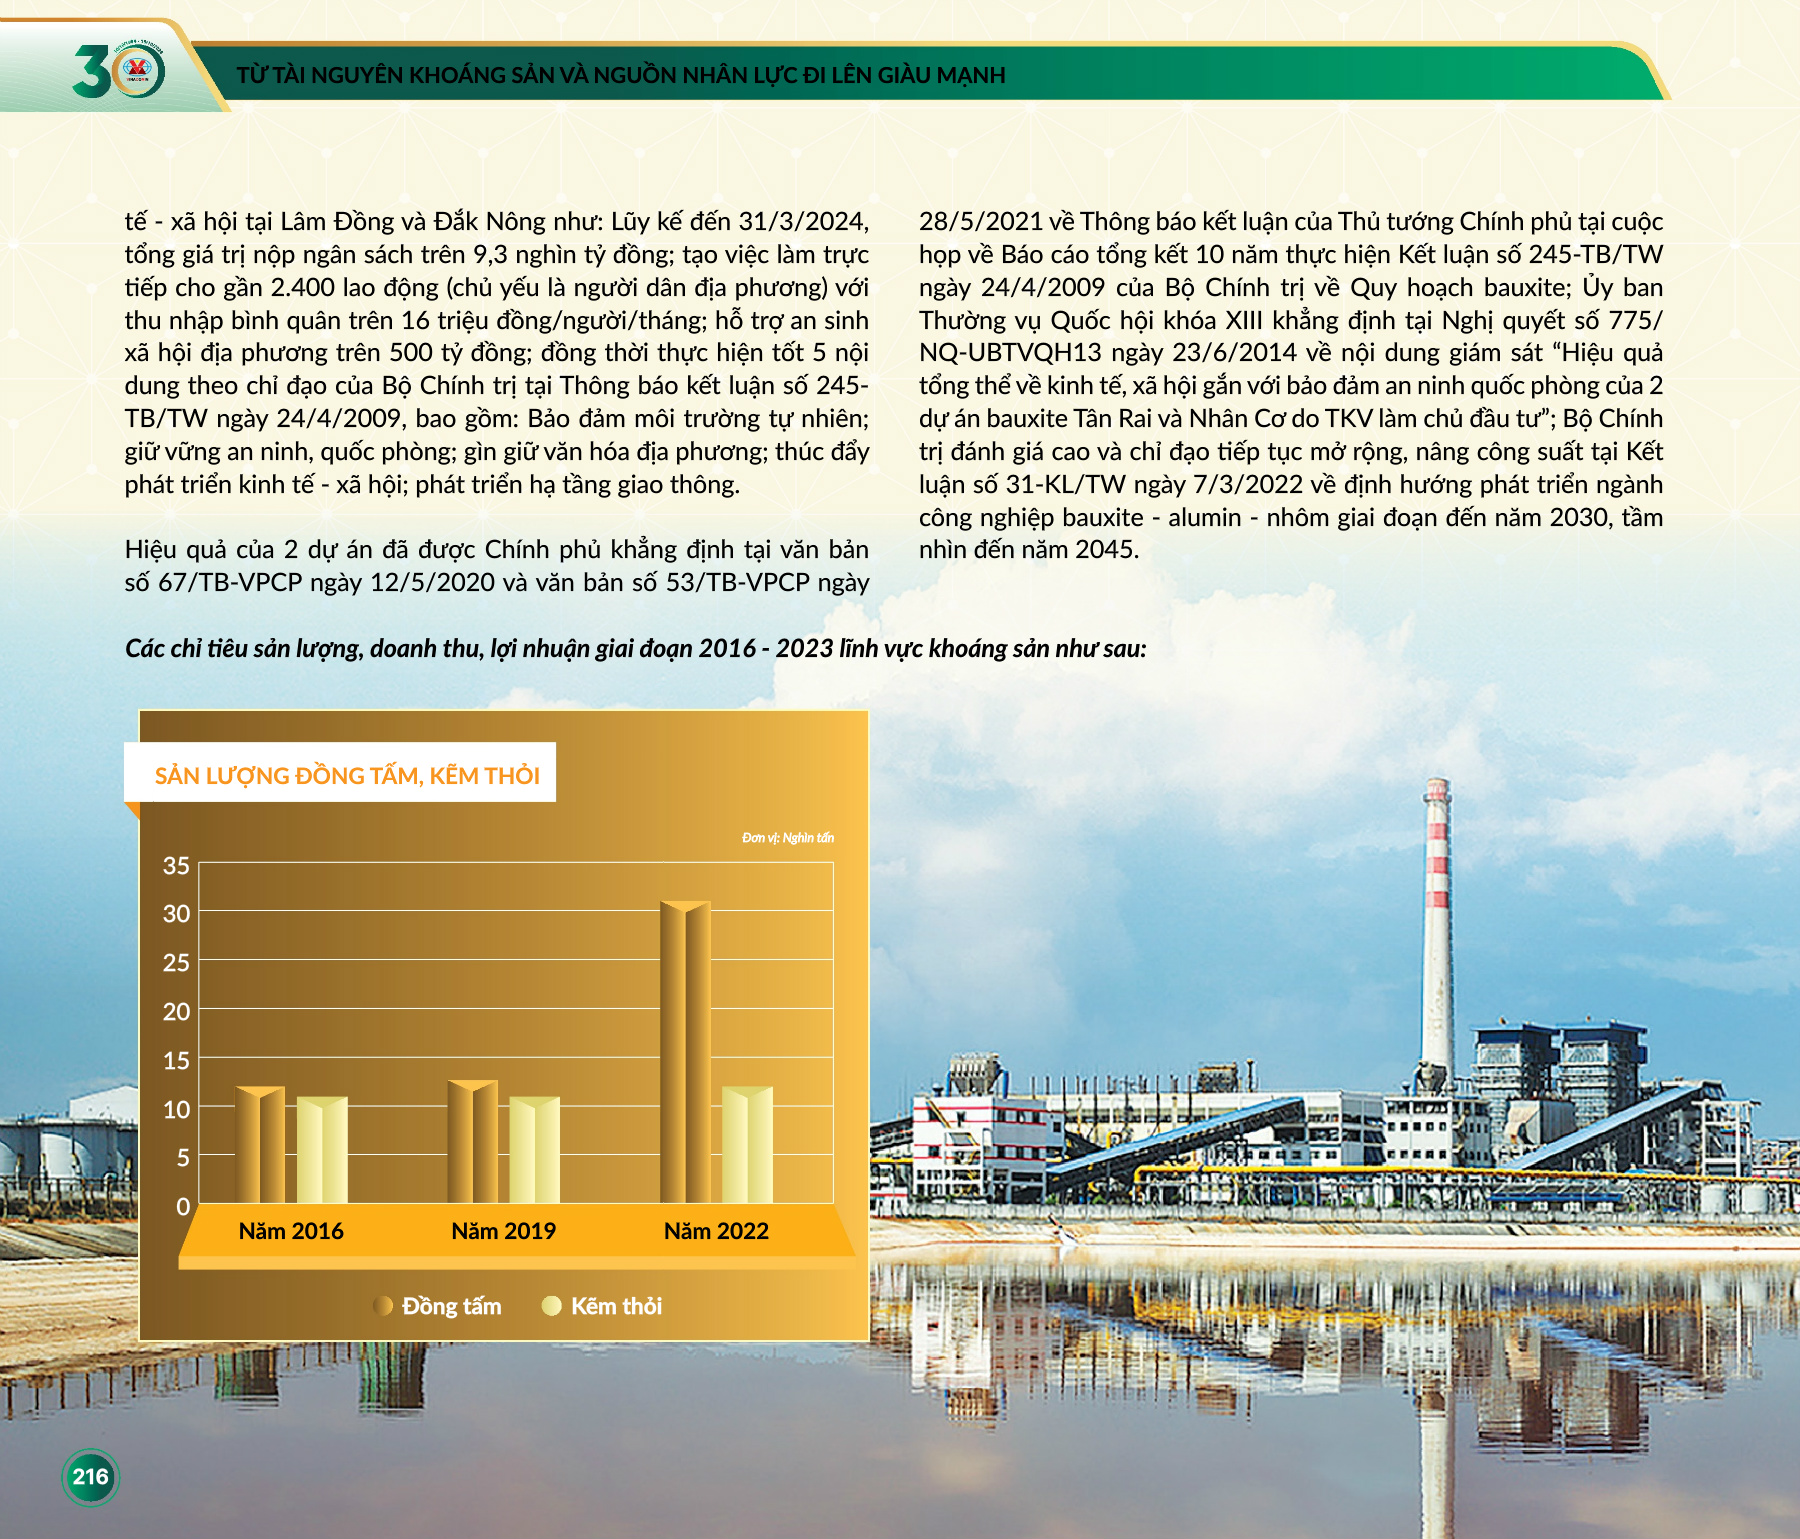 30
TỪ TÀI NGUYÊN KHOÁNG SẢN VÀ NGUỒN NHÂN LỰC ĐI LÊN GIÀU MẠNH
tế - xã hội tại Lâm Đồng và Đắk Nông như: Lũy kế đến 31/3/2024,
tổng giá trị nộp ngân sách trên 9,3 nghìn tỷ đồng; tạo việc làm trực
tiếp cho gần 2.400 lao động (chủ yếu là người dân địa phương) với
thu nhập bình quân trên 16 triệu đồng/người/tháng; hỗ trợ an sinh
xã hội địa phương trên 500 tỷ đồng; đồng thời thực hiện tốt 5 nội
dung theo chỉ đạo của Bộ Chính trị tại Thông báo kết luận số 245-
TB/TW ngày 24/4/2009, bao gồm: Bảo đảm môi trường tự nhiên;
giữ vững an ninh, quốc phòng; gìn giữ văn hóa địa phương; thúc đẩy
phát triển kinh tế - xã hội; phát triển hạ tầng giao thông.
Hiệu quả của 2 dự án đã được Chính phủ khẳng định tại văn bản
số 67/TB-VPCP ngày 12/5/2020 và văn bản số 53/TB-VPCP ngày
28/5/2021 về Thông báo kết luận của Thủ tướng Chính phủ tại cuộc
họp về Báo cáo tổng kết 10 năm thực hiện Kết luận số 245-TB/TW
ngày 24/4/2009 của Bộ Chính trị về Quy hoạch bauxite; Ủy ban
Thường vụ Quốc hội khóa XIII khẳng định tại Nghị quyết số 775/
NQ-UBTVQH13 ngày 23/6/2014 về nội dung giám sát “Hiệu quả
tổng thể về kinh tế, xã hội gắn với bảo đảm an ninh quốc phòng của 2
dự án bauxite Tân Rai và Nhân Cơ do TKV làm chủ đầu tư”; Bộ Chính
trị đánh giá cao và chỉ đạo tiếp tục mở rộng, nâng công suất tại Kết
luận số 31-KL/TW ngày 7/3/2022 về định hướng phát triển ngành
công nghiệp bauxite - alumin - nhôm giai đoạn đến năm 2030, tầm
nhìn đến năm 2045.
Các chỉ tiêu sản lượng, doanh thu, lợi nhuận giai đoạn 2016 - 2023 lĩnh vực khoáng sản như sau:
SẢN LƯỢNG ĐỒNG TẤM, KẼM THỎI
Đơn vị: Nghìn tấn
35
30
25
20
15
10
5
0
Năm 2016 Năm 2019 Năm 2022
Đồng tấm Kẽm thỏi
216